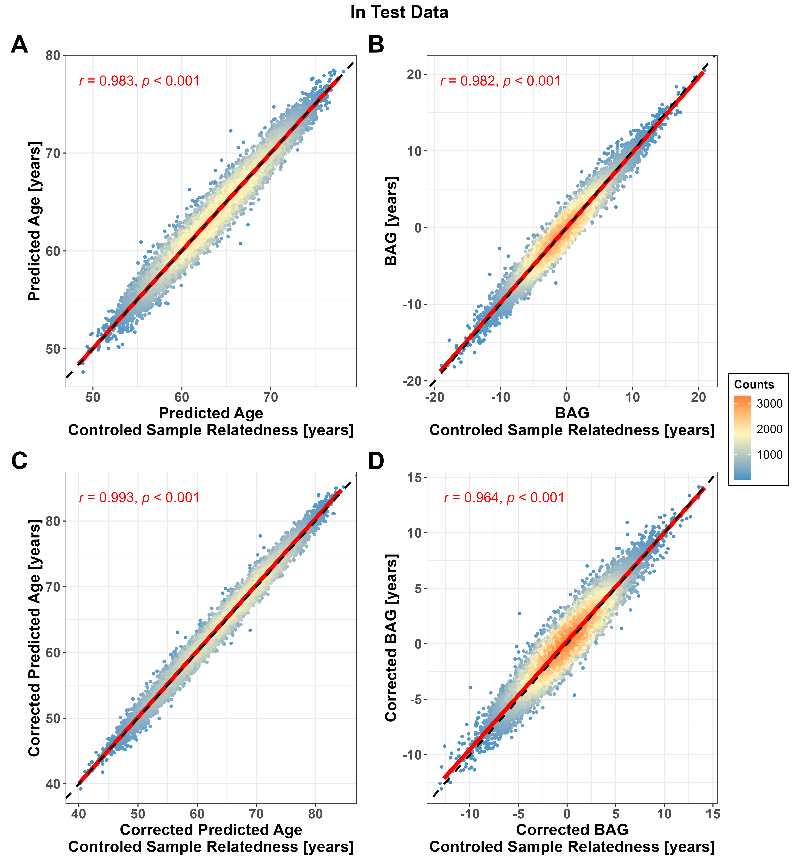 In Test Data
A
r = 0.983, p < 0.001
80
70
60
50
50
60
70
Predicted Age [years]
Predicted Age
Controled Sample Relatedness [years]
B
r = 0.982, p < 0.001
20
10
0
-10
-20
-20
-10
0
10
20
BAG [years]
BAG
Controled Sample Relatedness [years]
Counts
3000
2000
1000
C
r = 0.993, p < 0.001
80
70
60
50
40
40
50
60
70
80
Corrected Predicted Age [years]
Corrected Predicted Age
Controled Sample Relatedness [years]
D
r = 0.964, p < 0.001
15
10
5
0
-5
-10
-10
-5
0
5
10
15
Corrected BAG [years]
Corrected BAG
Controled Sample Relatedness [years]